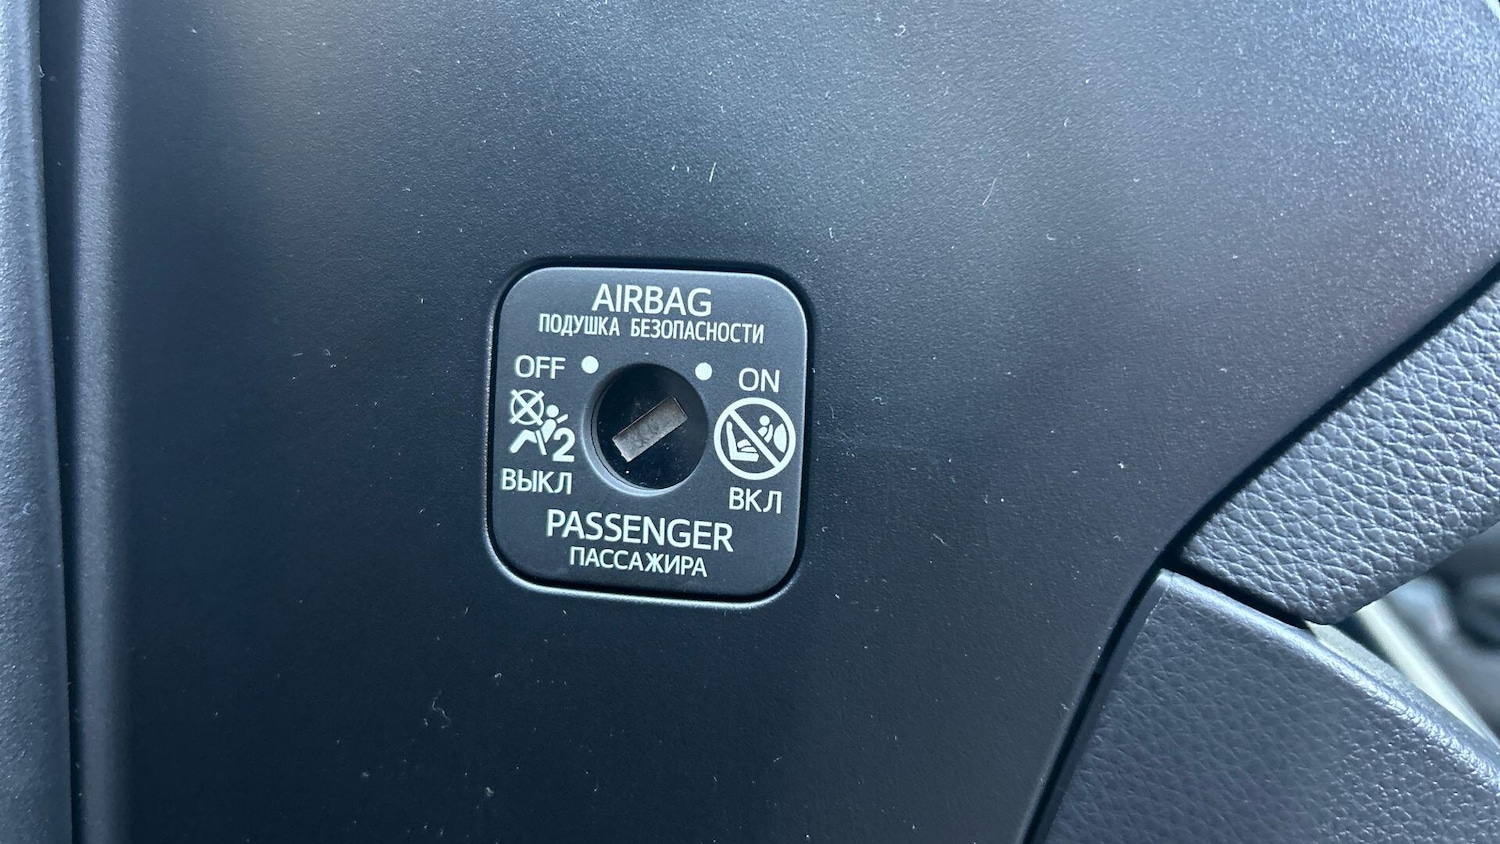 AIRBAG
ПОДУШКА БЕЗОПАСНОСТИ
OFF ON
2
ВЫКЛ ВКЛ
PASSENGER
ПАССАЖИРА